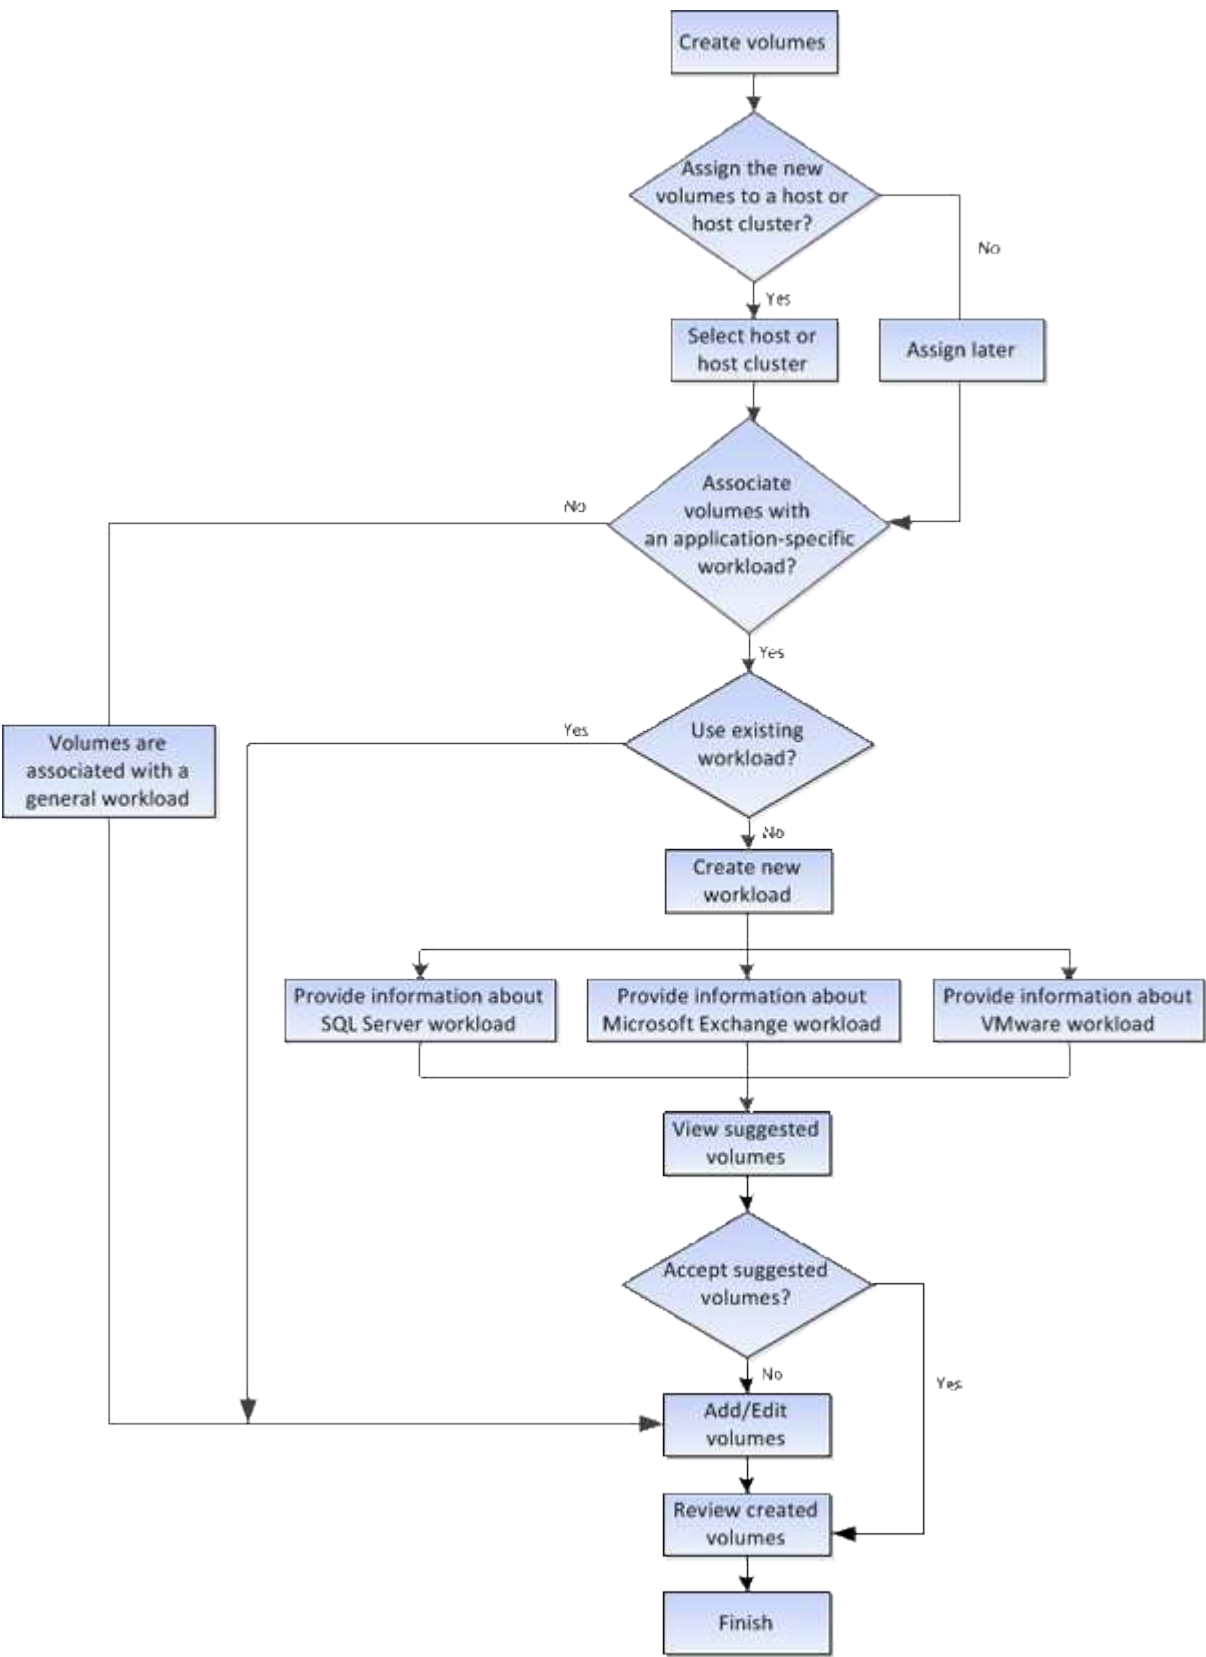 Create volumes
Assign the new
volumes to a host or
host cluster?
No
Yes
Select host or
host cluster
Assign later
Associate
volumes with
an application-specific
workload?
No
Yes
Volumes are
associated with a
general workload
Yes
Use existing
workload?
No
Create new
workload
Provide information about
SQL Server workload
Provide information about
Microsoft Exchange workload
Provide information about
VMware workload
View suggested
volumes
Accept suggested
volumes?
No
Yes
Add/Edit
volumes
Review created
volumes
Finish